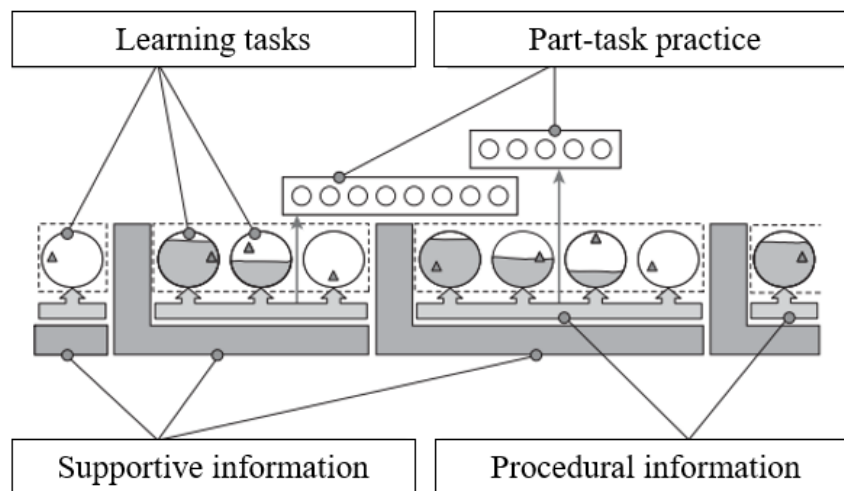 Learning tasks
Part-task practice
Supportive information
Procedural information